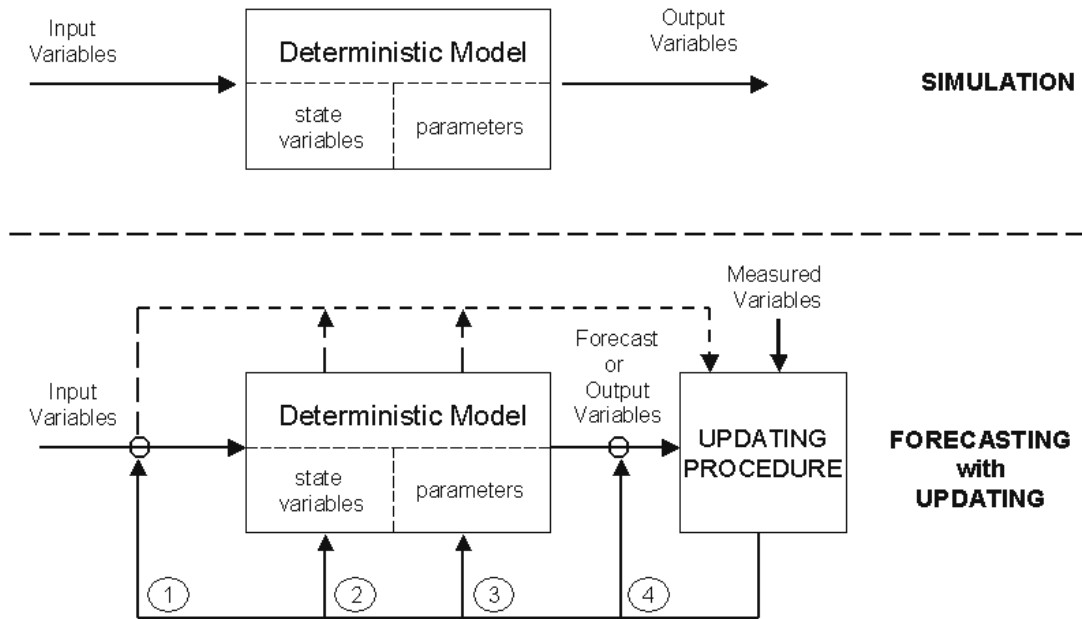 Input
Variables
Deterministic Model
state
variables
parameters
Output
Variables
SIMULATION
Measured
Variables
Input
Variables
Deterministic Model
state
variables
parameters
Forecast
or
Output
Variables
UPDATING
PROCEDURE
FORECASTING
with
UPDATING
1
2
3
4